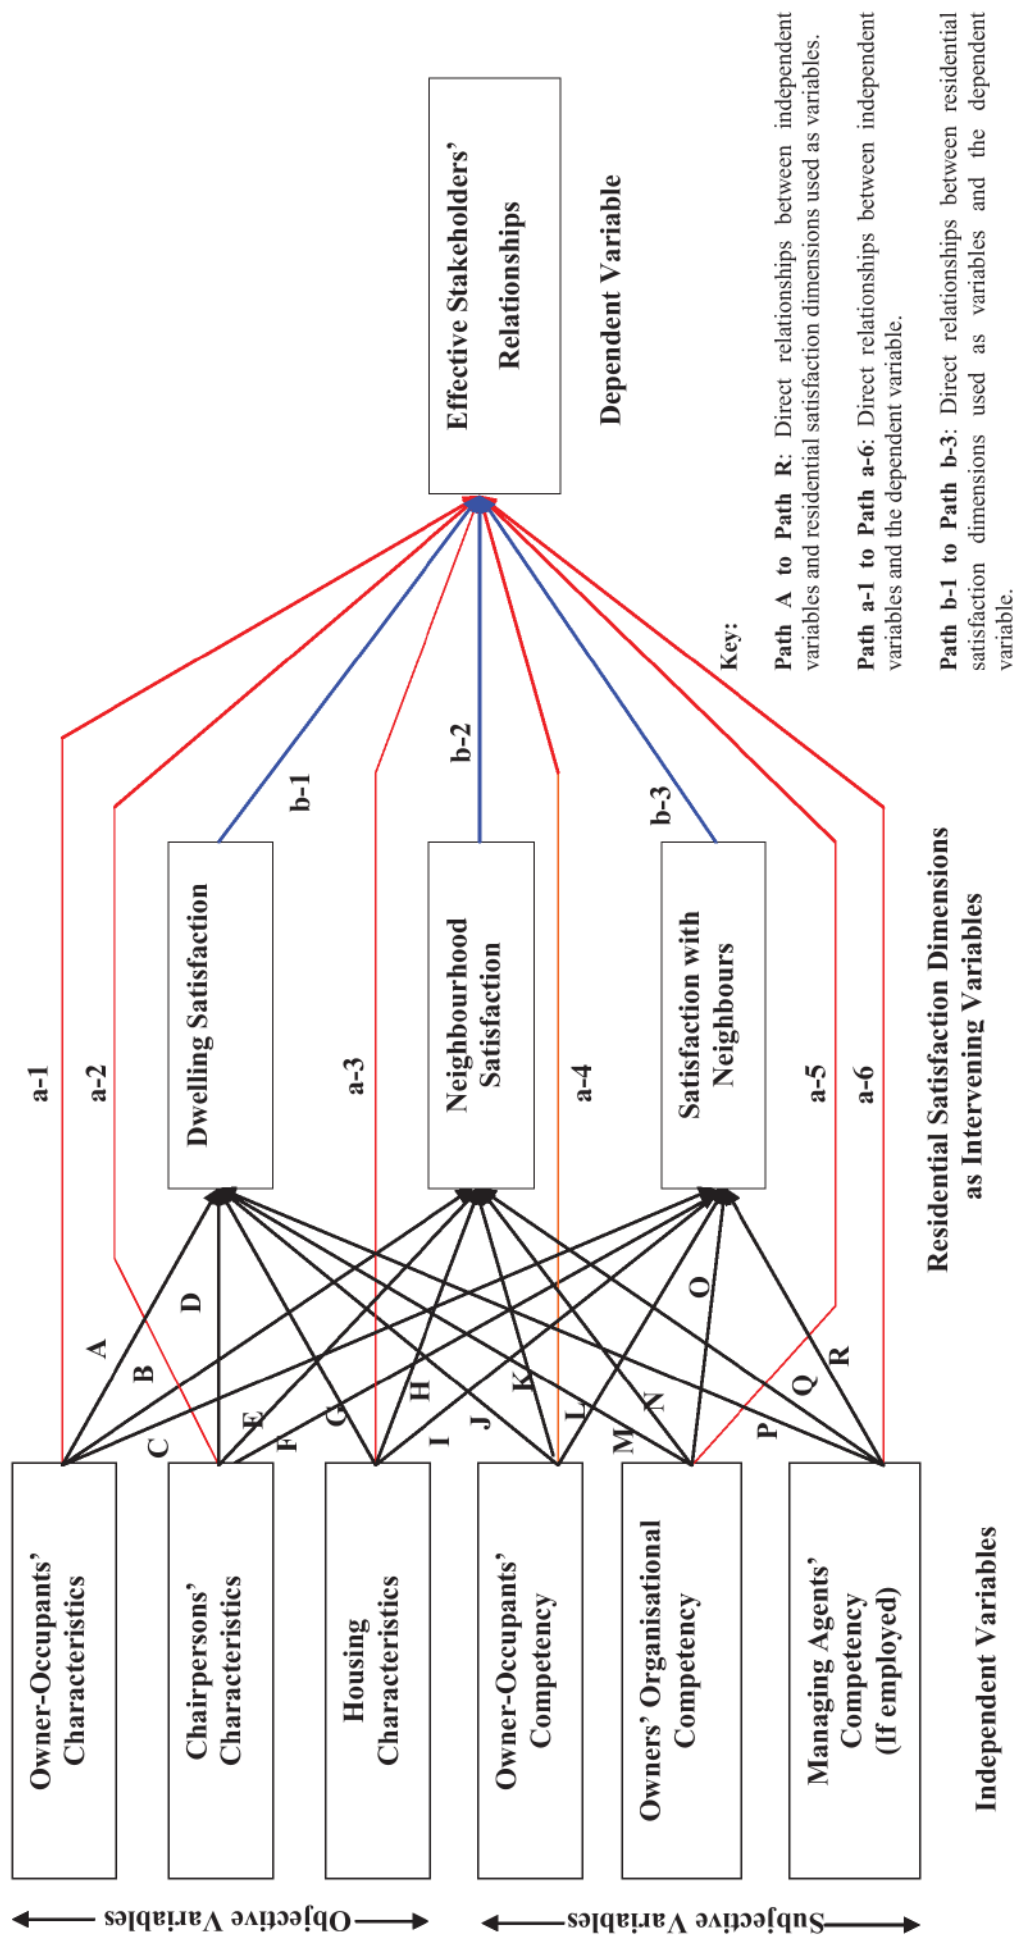 Objective Variables
Subjective Variables
Owner-Occupants’
Characteristics
Chairpersons’
Characteristics
Housing
Characteristics
Owner-Occupants’
Competency
Owners’ Organisational
Competency
Managing Agents’
Competency
(If employed)
Independent Variables
A
B
C
D
E
F
G
H
I
J
K
L
M
N
O
P
Q
R
a-1
a-2
a-3
a-4
a-5
a-6
Dwelling Satisfaction
Neighbourhood
Satisfaction
Satisfaction with
Neighbours
Residential Satisfaction Dimensions
as Intervening Variables
b-1
b-2
b-3
Effective Stakeholders’
Relationships
Dependent Variable
Key:
Path A to Path R: Direct relationships between independent
variables and residential satisfaction dimensions used as variables.
Path a-1 to Path a-6: Direct relationships between independent
variables and the dependent variable.
Path b-1 to Path b-3: Direct relationships between residential
satisfaction dimensions used as variables and the dependent
variable.